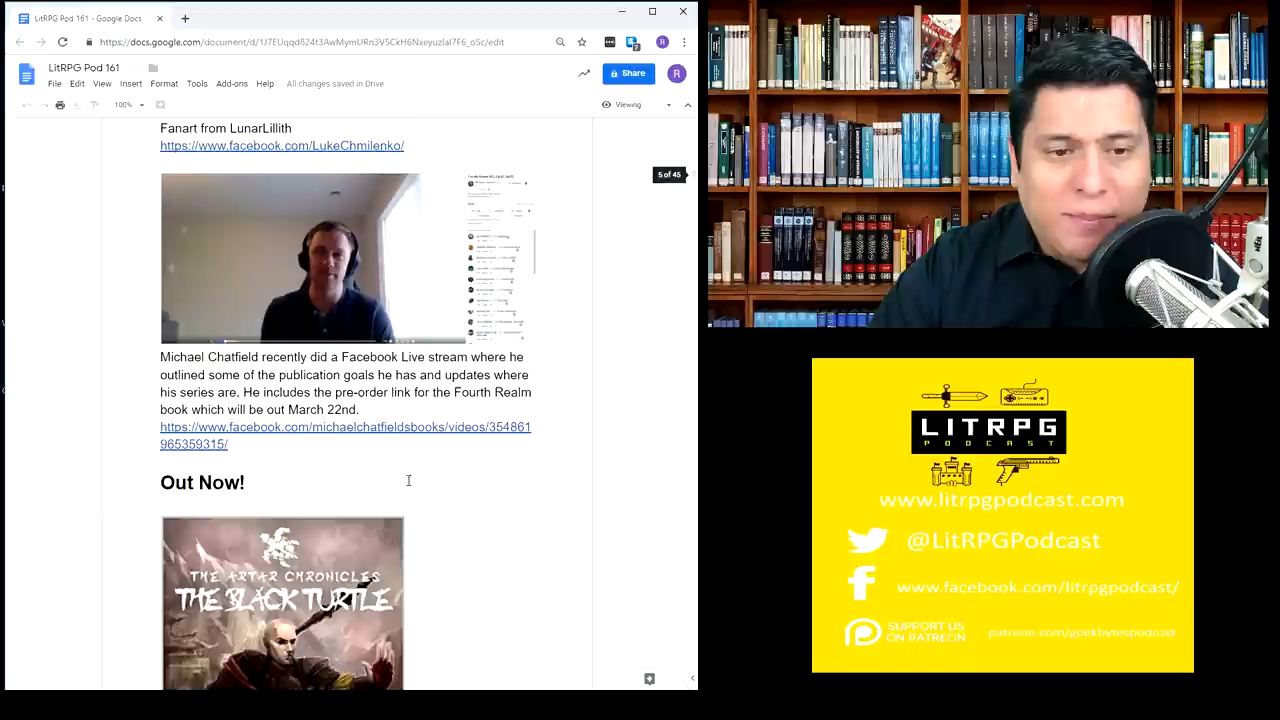 LitRPG Pod 161 - Google Docs
https://docs.google.com/document/d/1J7EUqqd824t3AwMymURn3V5CkH6NxeyuzIal7F6_oSc/edit
LitRPG Pod 161
File Edit View Insert Format Tools Add-ons Help All changes saved in Drive
Share
R
100%
Viewing
Fanart from LunarLillith
https://www.facebook.com/LukeChmilenko/
5 of 45
Michael Chatfield recently did a Facebook Live stream where he
outlined some of the publication goals he has and updates where
his series are. He includes the pre-order link for the Fourth Realm
book which will be out March 22nd.
https://www.facebook.com/michaelchatfieldsbooks/videos/354861
965359315/
Out Now!
THE ARTAR CHRONICLES
THE BLACK TURTLE
LITRPG
PODCAST
www.litrpgpodcast.com
@LitRPGPodcast
www.facebook.com/litrpgpodcast/
SUPPORT US
ON PATREON
patreon.com/geekbytespodcast